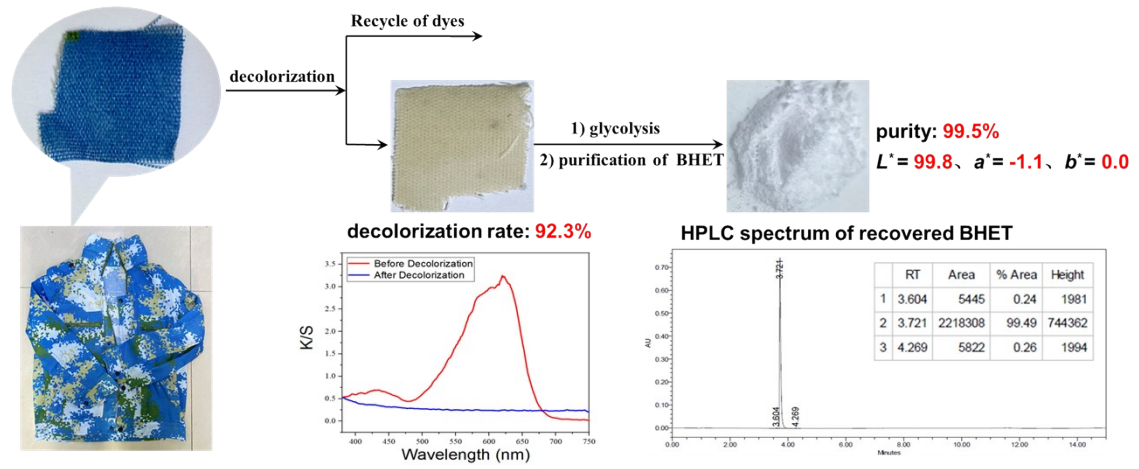 Recycle of dyes
decolorization
1) glycolysis
2) purification of BHET
purity: 99.5%
L* = 99.8、a* = -1.1、b* = 0.0
decolorization rate: 92.3%
K/S
3.5
3.0
2.5
2.0
1.5
1.0
0.5
0.0
Before Decolorization
After Decolorization
400 450 500 550 600 650 700 750
Wavelength (nm)
HPLC spectrum of recovered BHET
AU
0.70
0.60
0.50
0.40
0.30
0.20
0.10
0.00
3.604
3.721
4.269
RT Area % Area Height
1 3.604 5445 0.24 1981
2 3.721 2218308 99.49 744362
3 4.269 5822 0.26 1994
0.00 2.00 4.00 6.00 8.00 10.00 12.00 14.00
Minutes